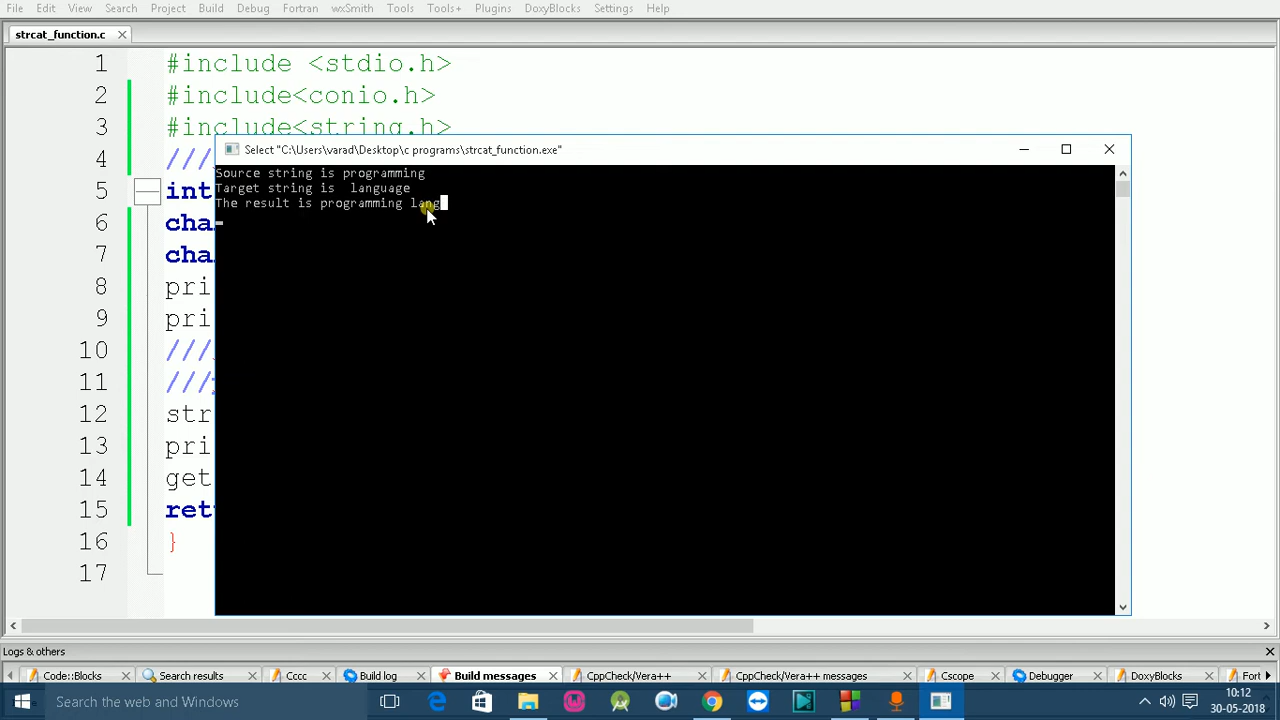 File Edit View Search Project Build Debug Fortran wxSmith Tools Tools+ Plugins DoxyBlocks Settings Help
strcat_function.c
1 #include <stdio.h>
2 #include<conio.h>
3 #include<string.h>
Select "C:\Users\varad\Desktop\c programs\strcat_function.exe"
Source string is programming
Target string is  language
The result is programming lang
4 ///
5 int
6 cha
7 cha
8 pri
9 pri
10 ///
11 ///
12 str
13 pri
14 get
15 ret
16 }
17
Logs & others
Code::Blocks Search results Cccc Build log Build messages CppCheck/Vera++ CppCheck/Vera++ messages Cscope Debugger DoxyBlocks Fort
Search the web and Windows
10:12
30-05-2018